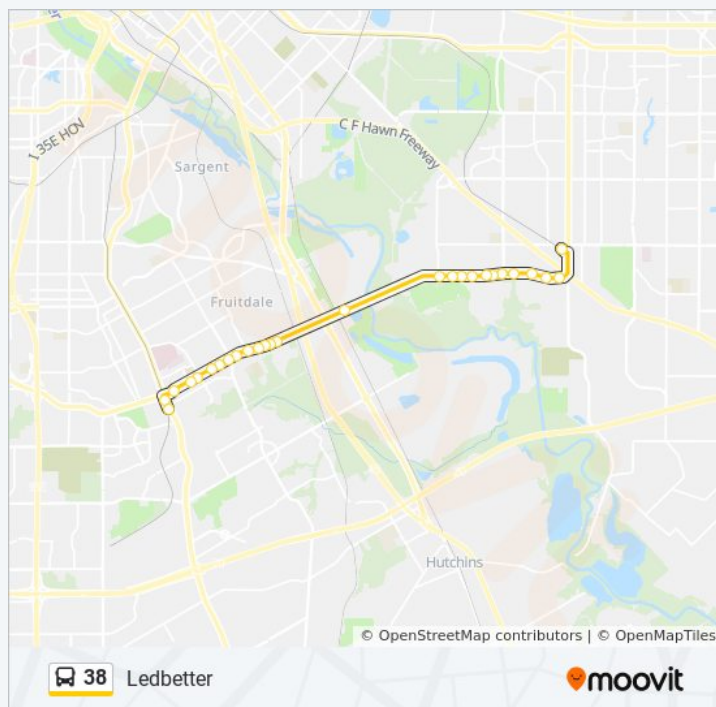 C F Hawn Freeway
I 35E HOV
Sargent
Fruitdale
Hutchins
© OpenStreetMap contributors | © OpenMapTiles
38 Ledbetter
moovit